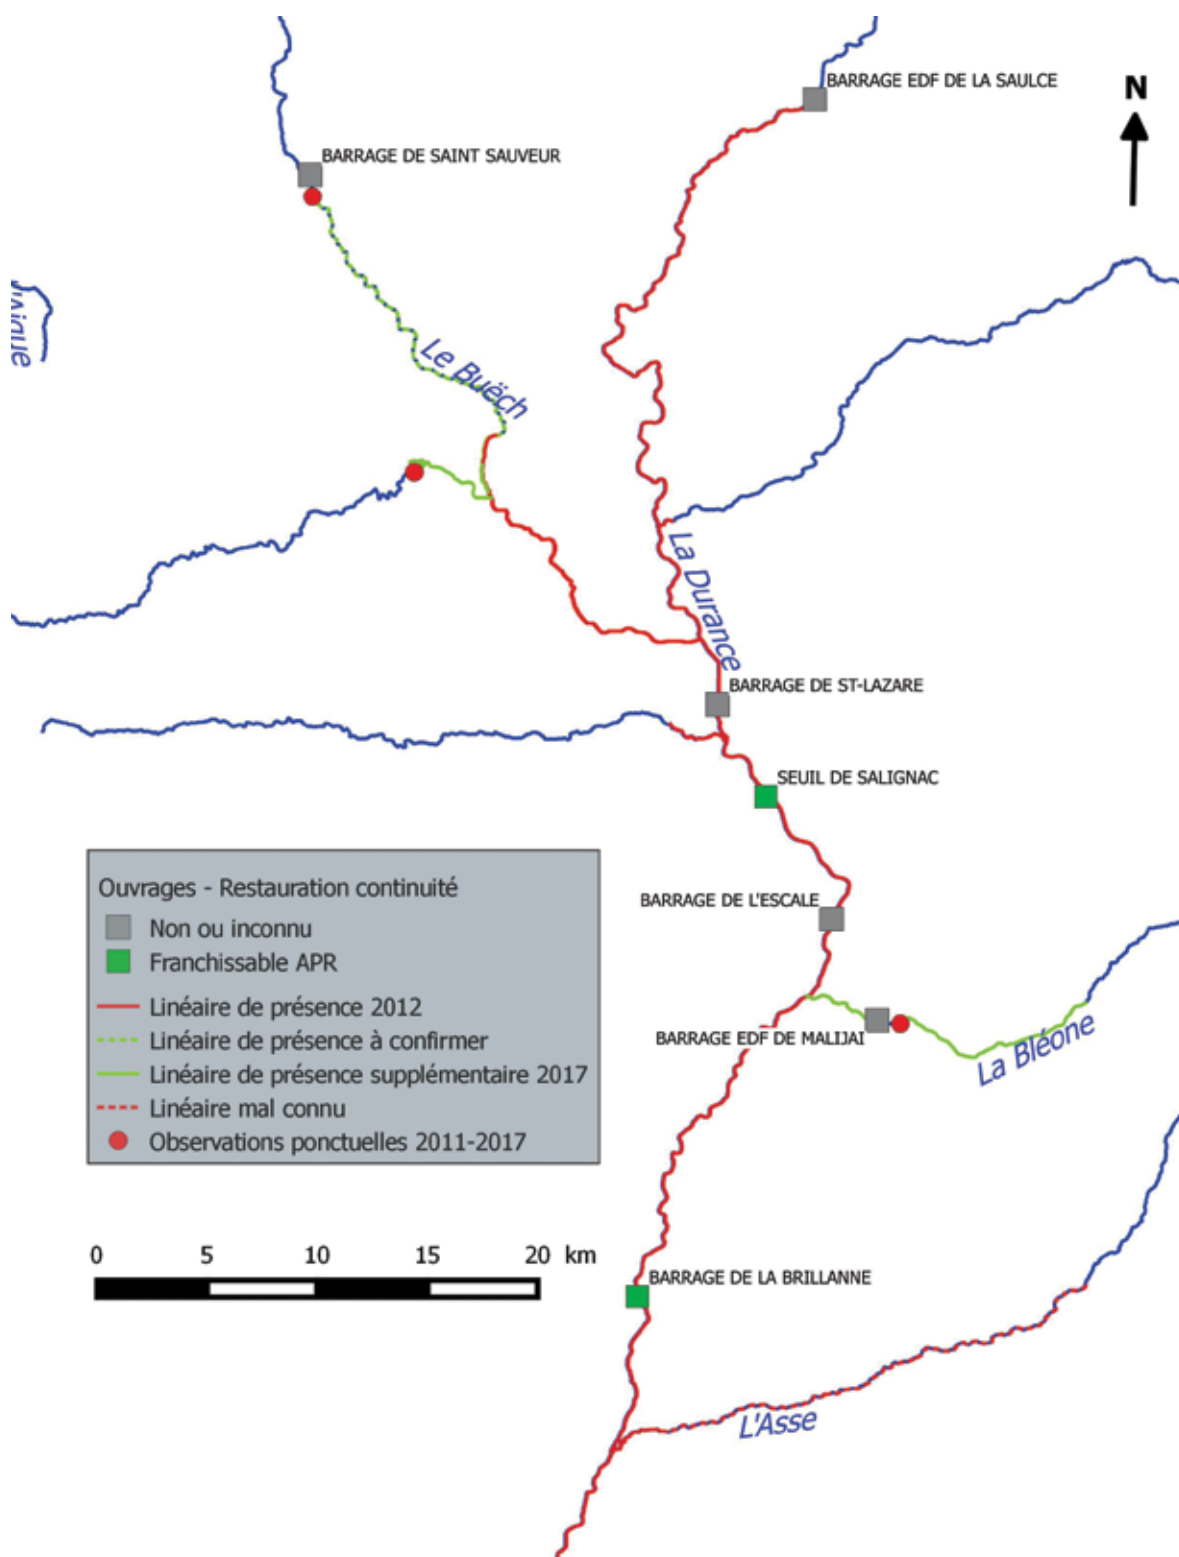 BARRAGE EDF DE LA SAULCE
N
BARRAGE DE SAINT SAUVEUR
Le Buëch
La Durance
BARRAGE DE ST-LAZARE
SEUIL DE SALIGNAC
Ouvrages - Restauration continuité
Non ou inconnu
Franchissable APR
Linéaire de présence 2012
Linéaire de présence à confirmer
Linéaire de présence supplémentaire 2017
Linéaire mal connu
Observations ponctuelles 2011-2017
BARRAGE DE L'ESCALE
BARRAGE EDF DE MALIJAI
La Bléone
0 5 10 15 20 km
BARRAGE DE LA BRILLANNE
L'Asse